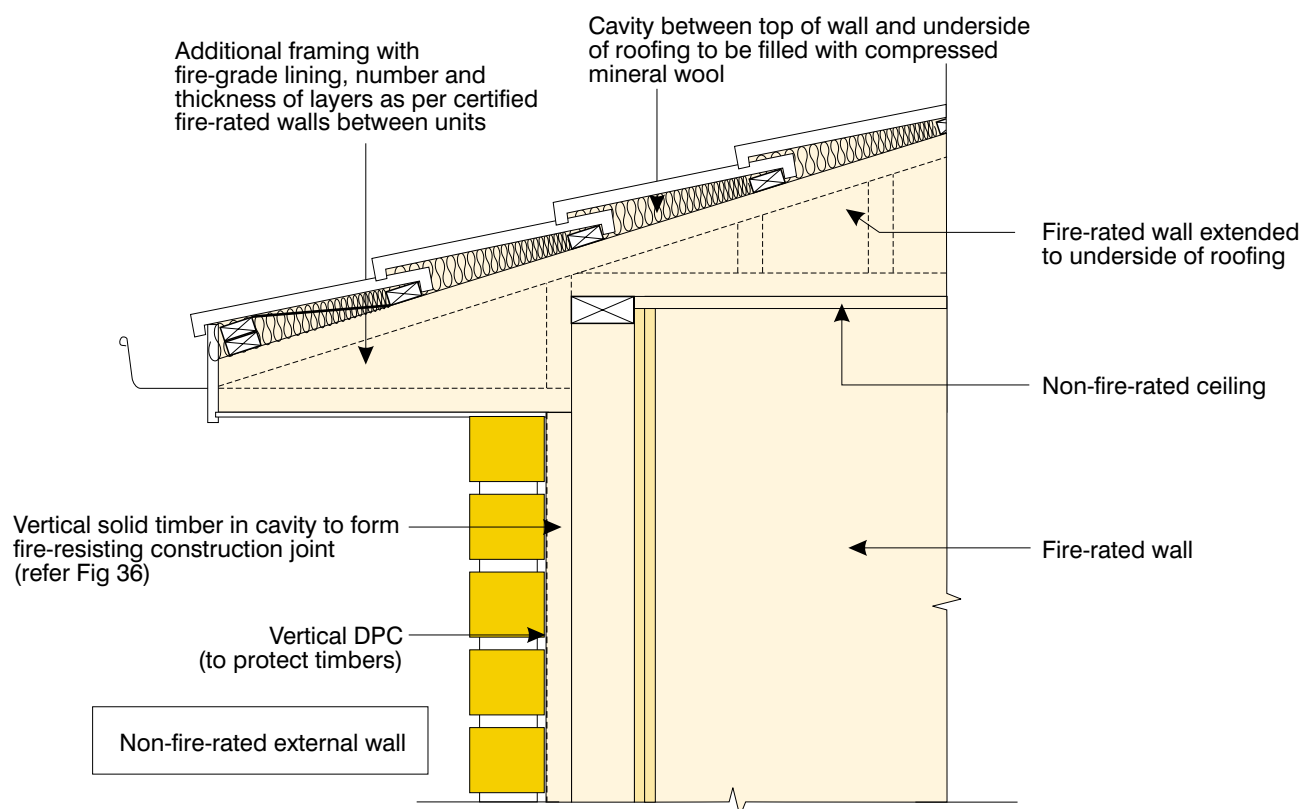 Cavity between top of wall and underside
of roofing to be filled with compressed
mineral wool
Additional framing with
fire-grade lining, number and
thickness of layers as per certified
fire-rated walls between units
Fire-rated wall extended
to underside of roofing
Non-fire-rated ceiling
Vertical solid timber in cavity to form
fire-resisting construction joint
(refer Fig 36)
Fire-rated wall
Vertical DPC
(to protect timbers)
Non-fire-rated external wall